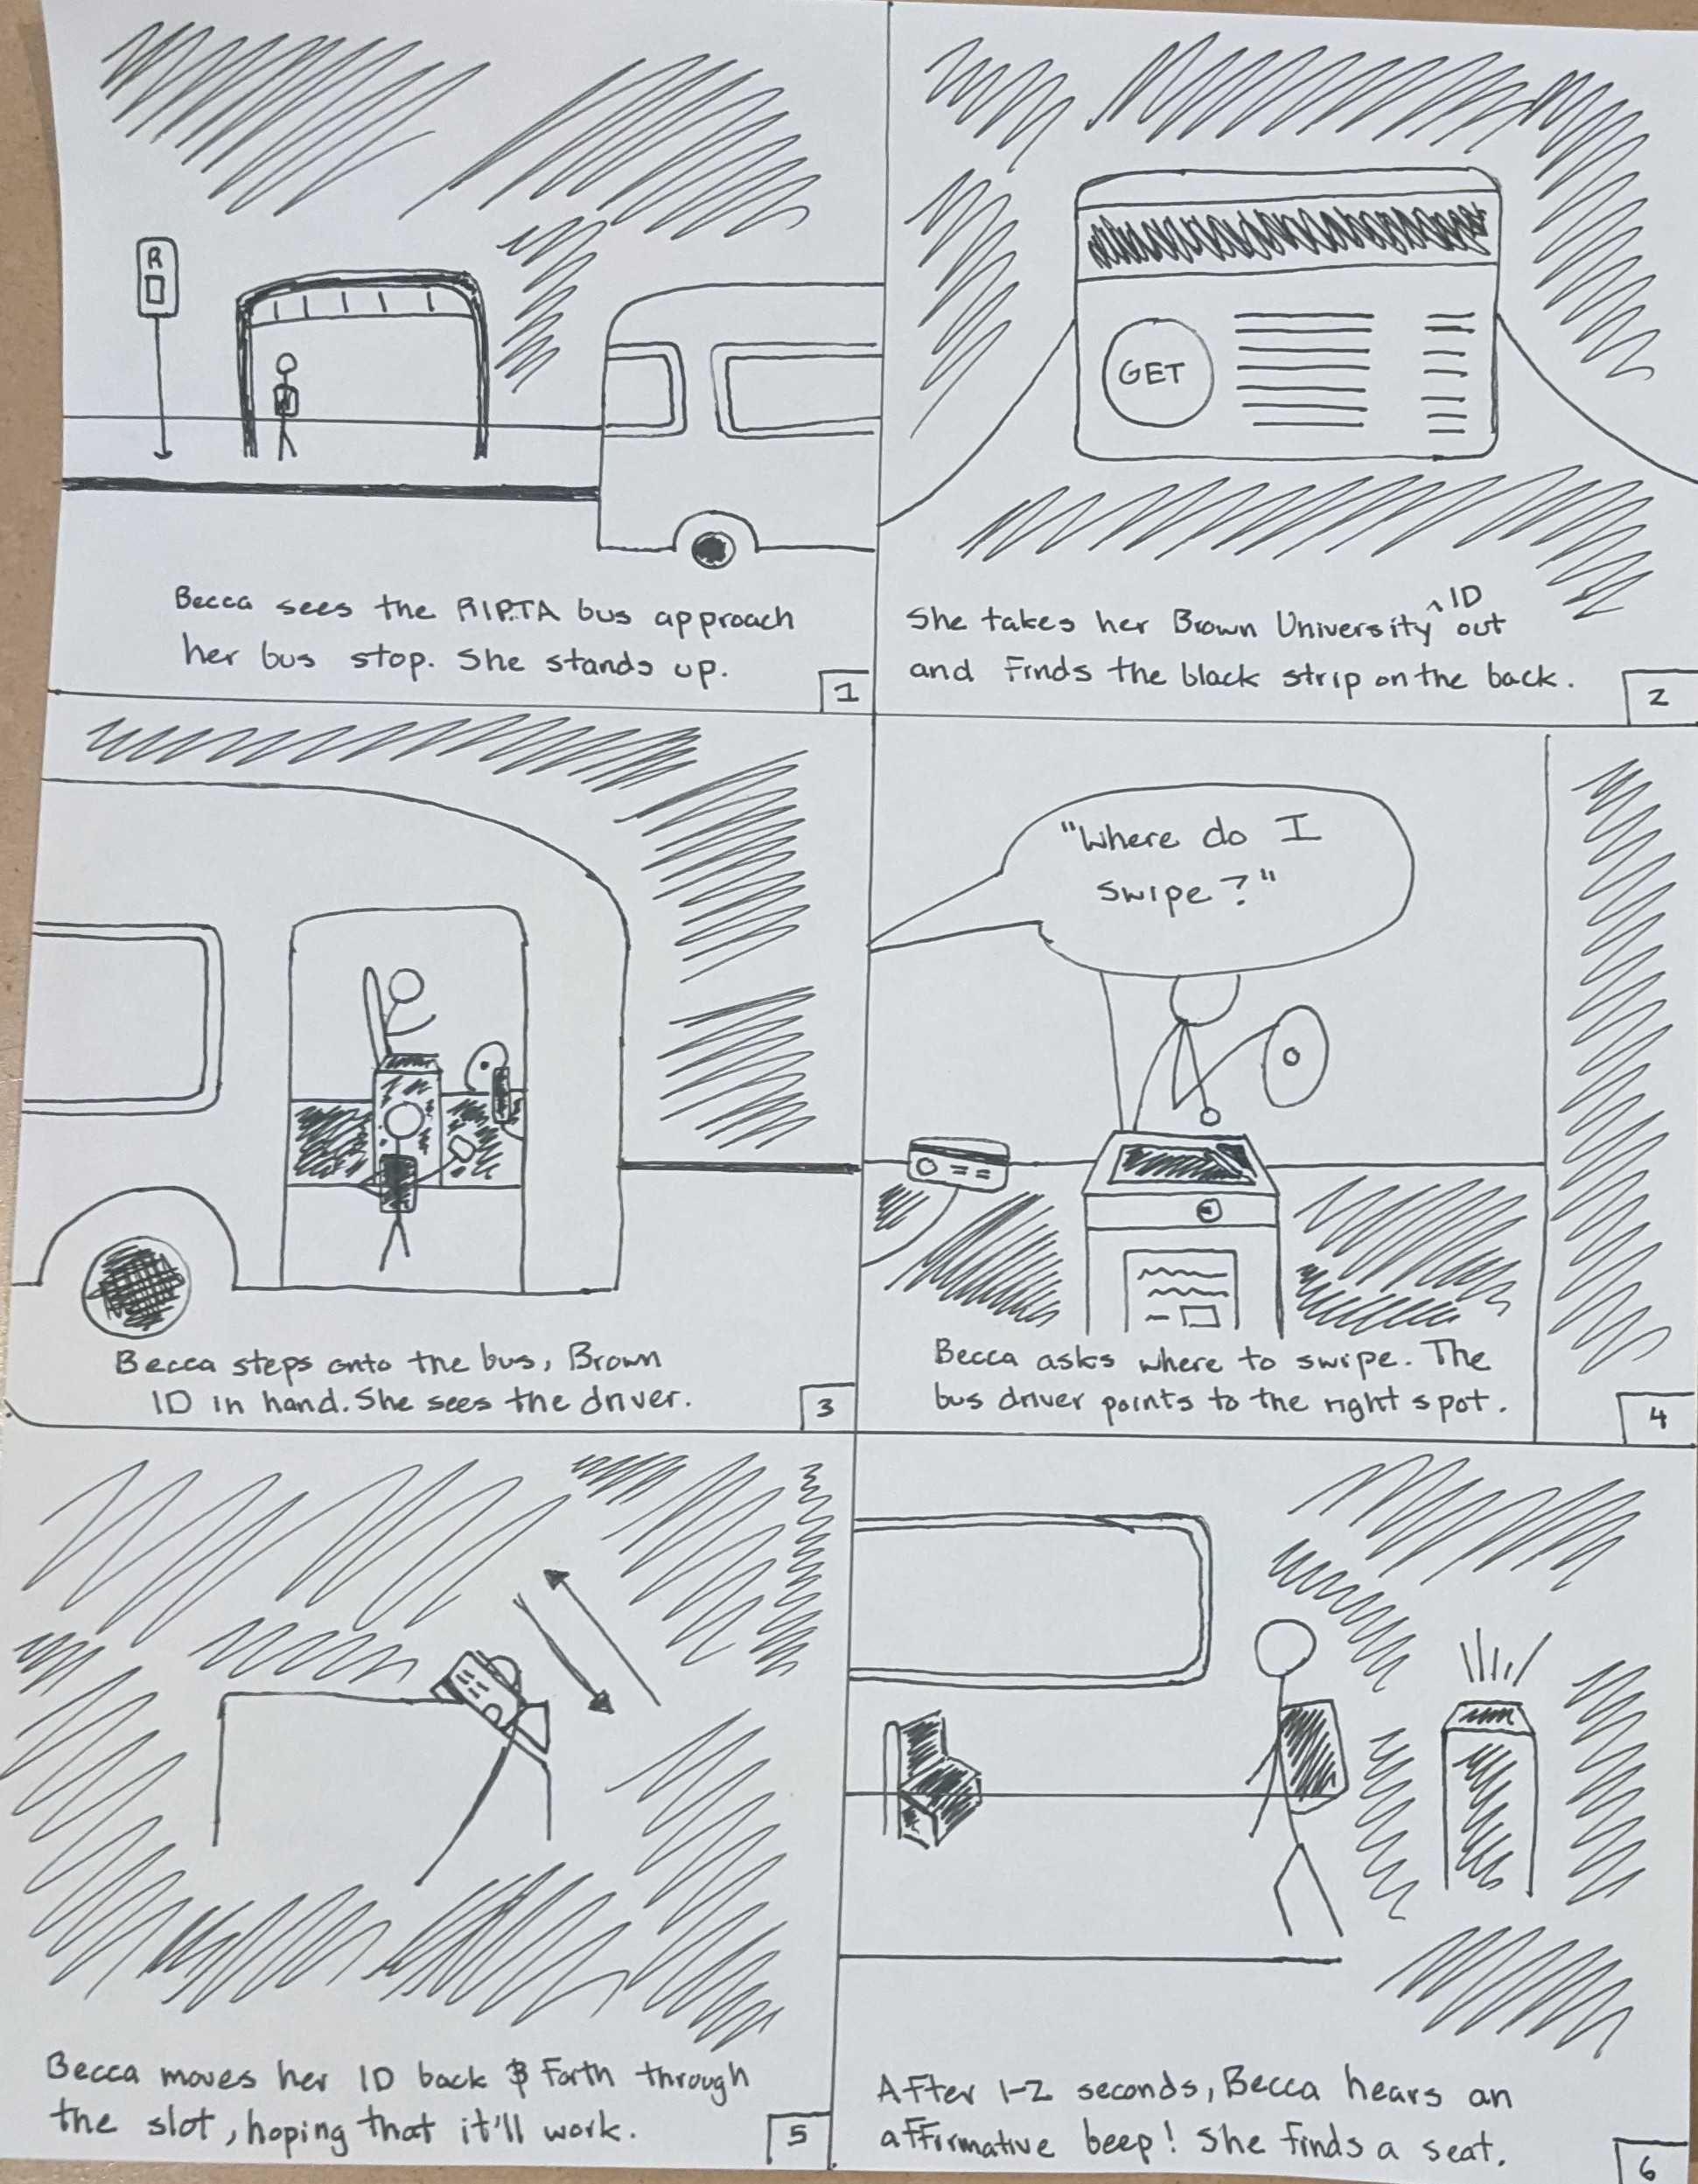 R
Becca sees the RIPTA bus approach
her bus stop. She stands up.
1
GET
She takes her Brown University ^ID out
and finds the black strip on the back.
2
Becca steps onto the bus, Brown
ID in hand. She sees the driver.
3
"Where do I
swipe?"
Becca asks where to swipe. The
bus driver points to the right spot.
4
Becca moves her ID back & forth through
the slot, hoping that it'll work.
5
After 1-2 seconds, Becca hears an
affirmative beep! She finds a seat.
6